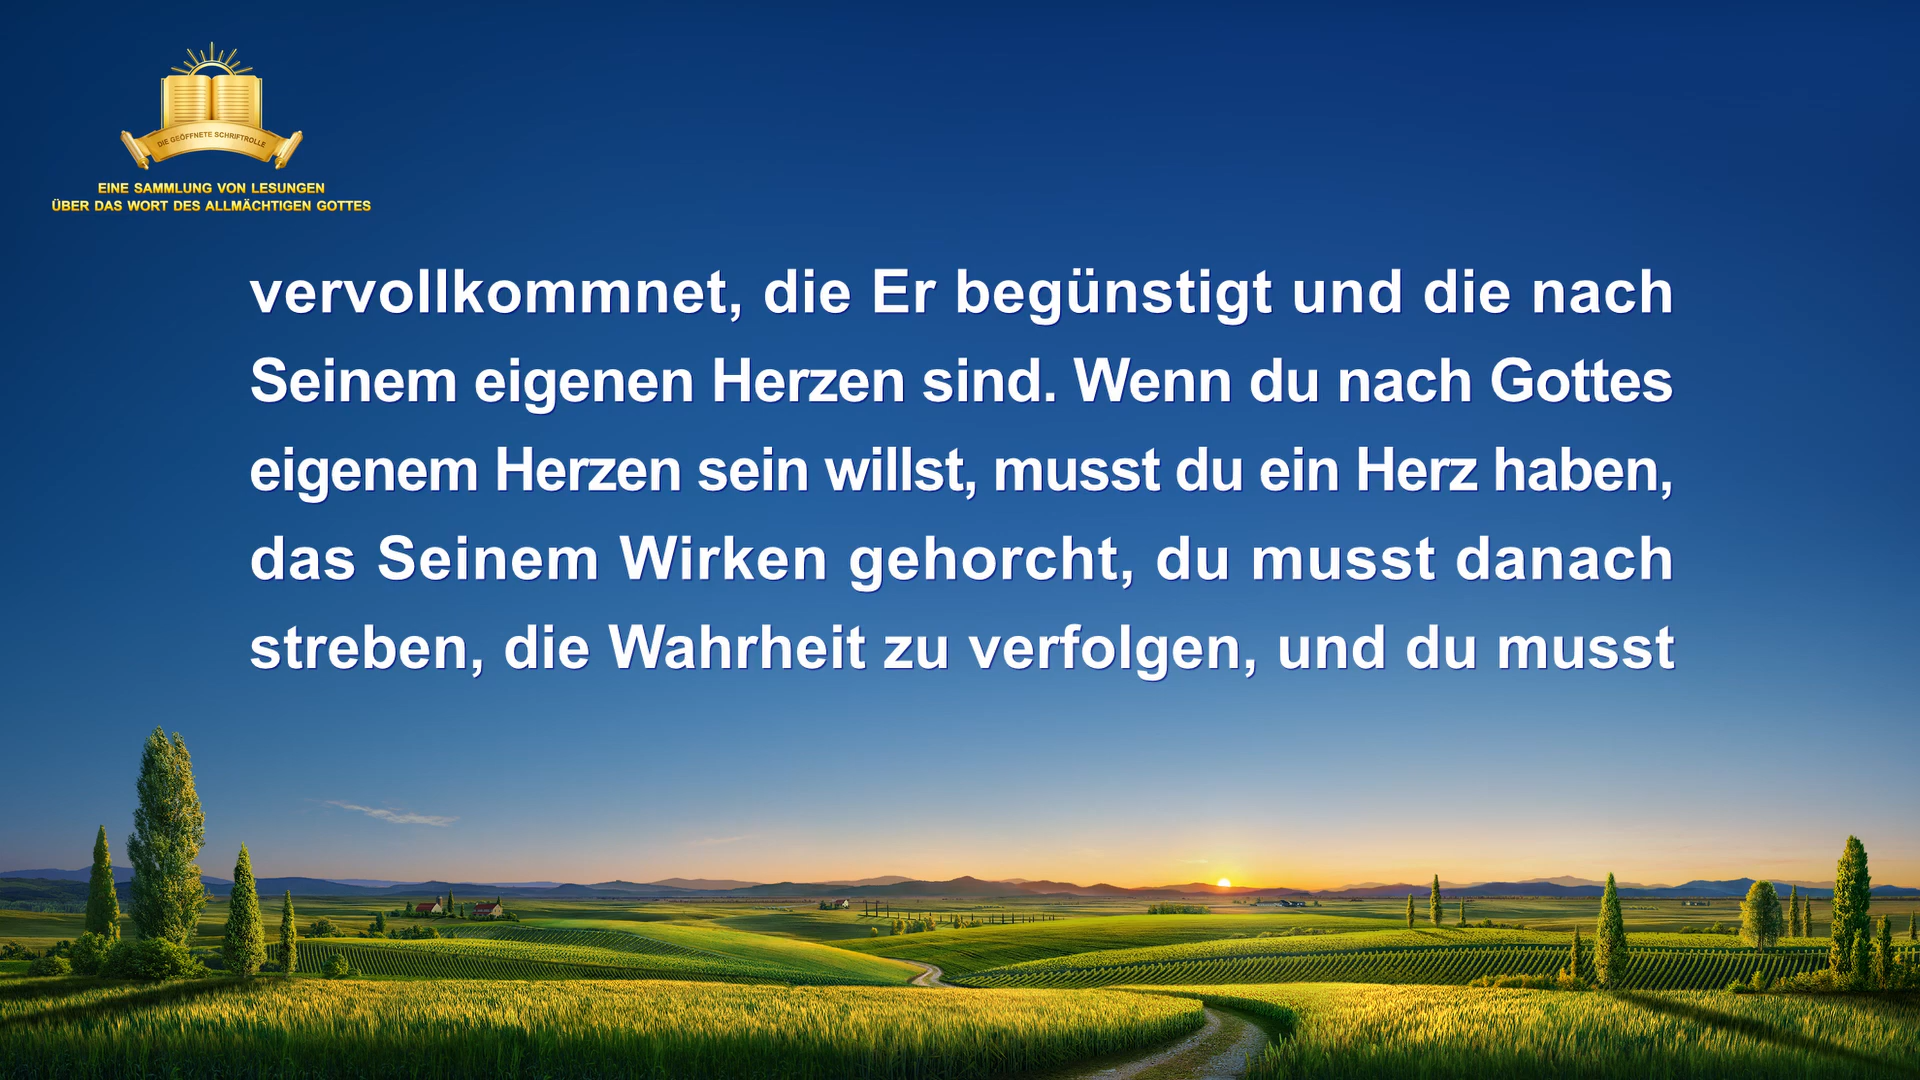 DIE GEÖFFNETE SCHRIFTROLLE
EINE SAMMLUNG VON LESUNGEN
ÜBER DAS WORT DES ALLMÄCHTIGEN GOTTES
vervollkommnet, die Er begünstigt und die nach
Seinem eigenen Herzen sind. Wenn du nach Gottes
eigenem Herzen sein willst, musst du ein Herz haben,
das Seinem Wirken gehorcht, du musst danach
streben, die Wahrheit zu verfolgen, und du musst